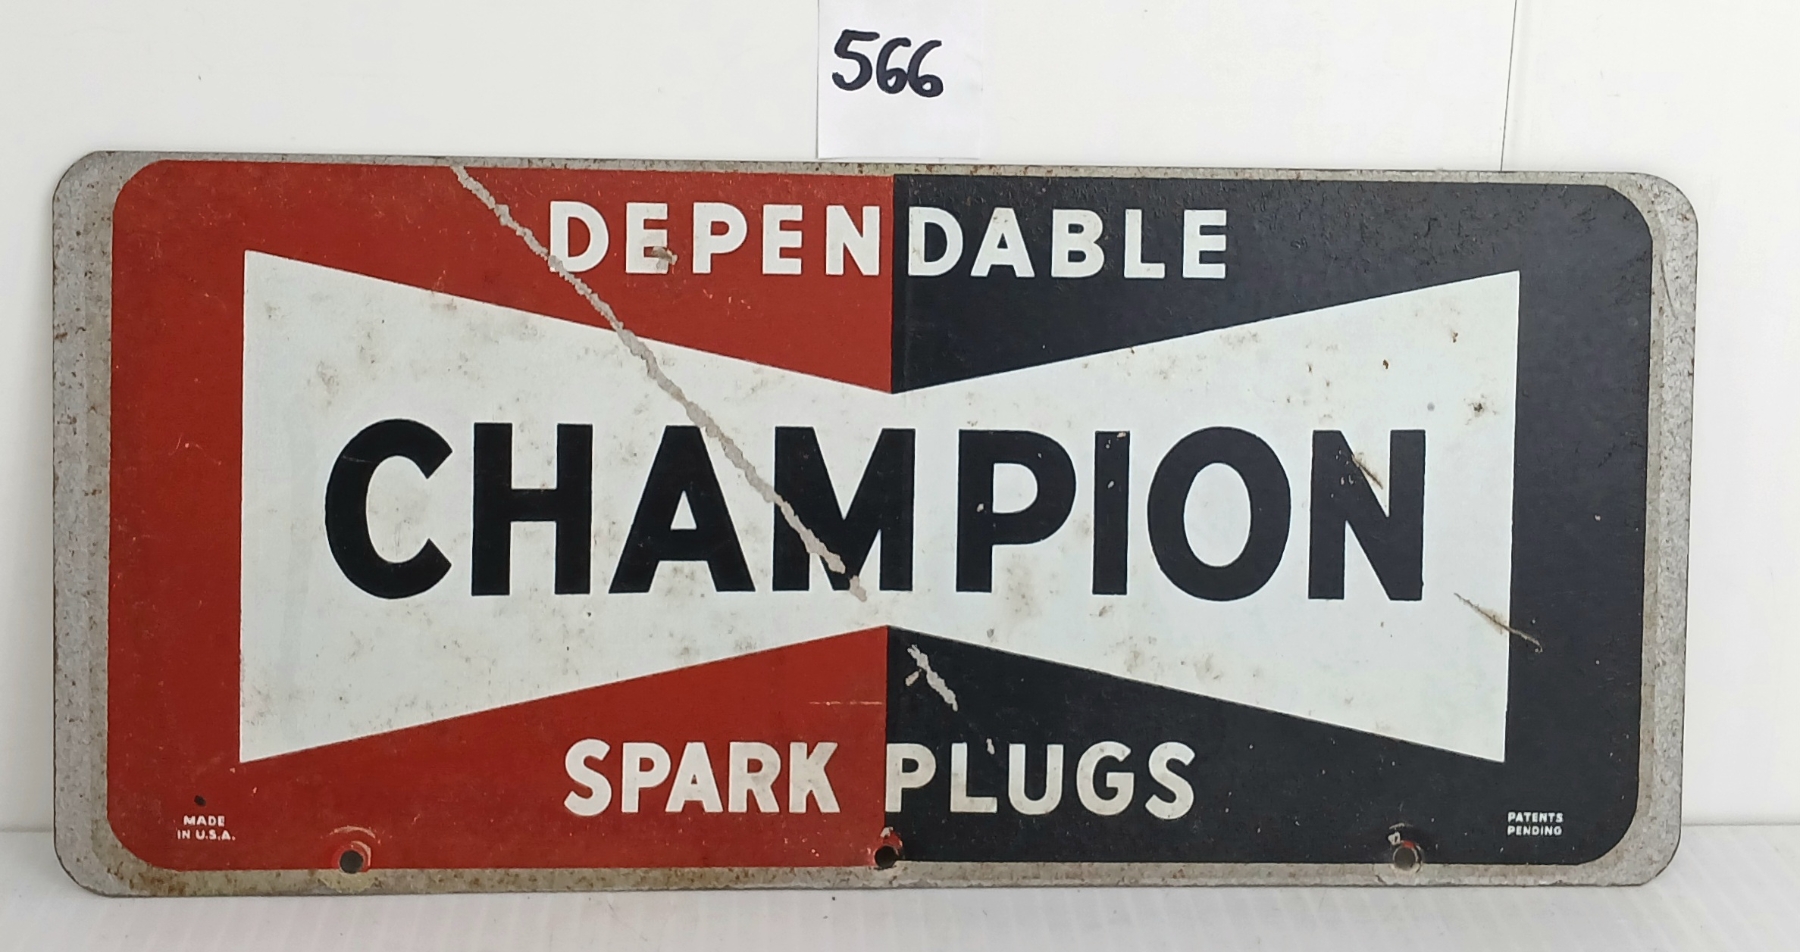 566
DEPENDABLE
CHAMPION
SPARK PLUGS
MADE
IN U.S.A.
PATENTS
PENDING